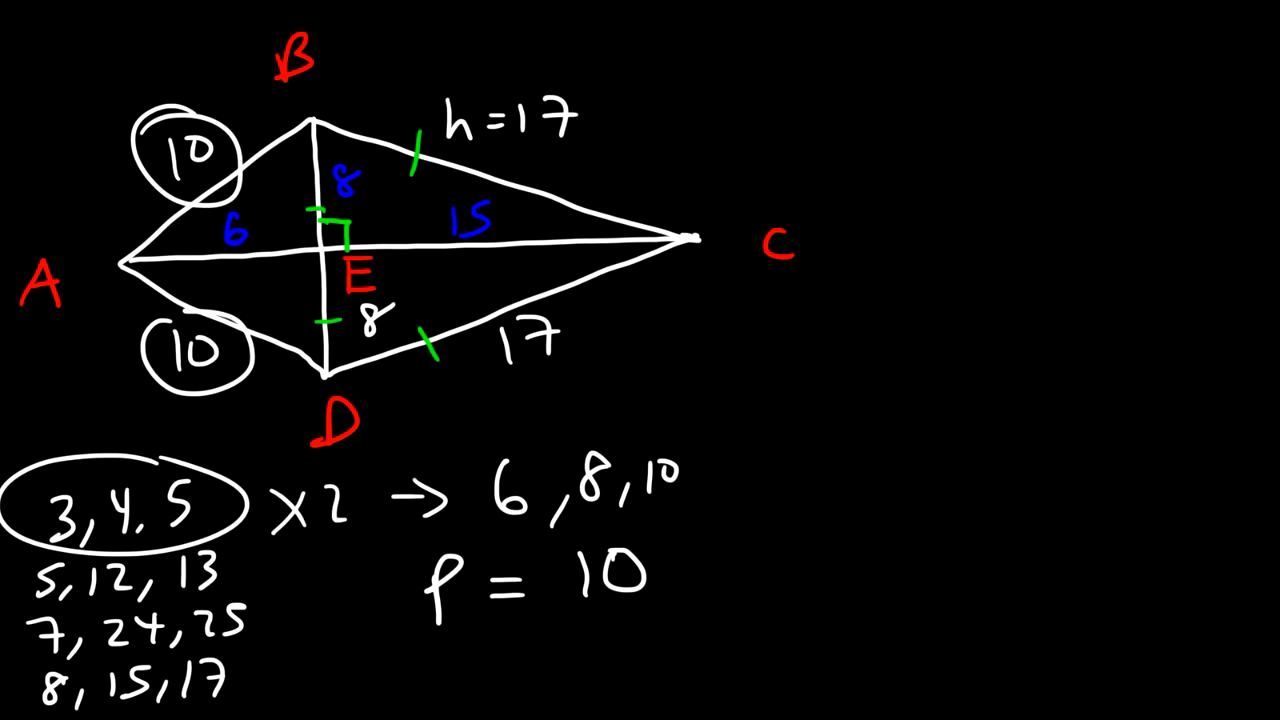 B
10
h=17
8
6
15
A
E
C
8
10
17
D
3, 4, 5 ×2 → 6, 8, 10
5, 12, 13
P = 10
7, 24, 25
8, 15, 17